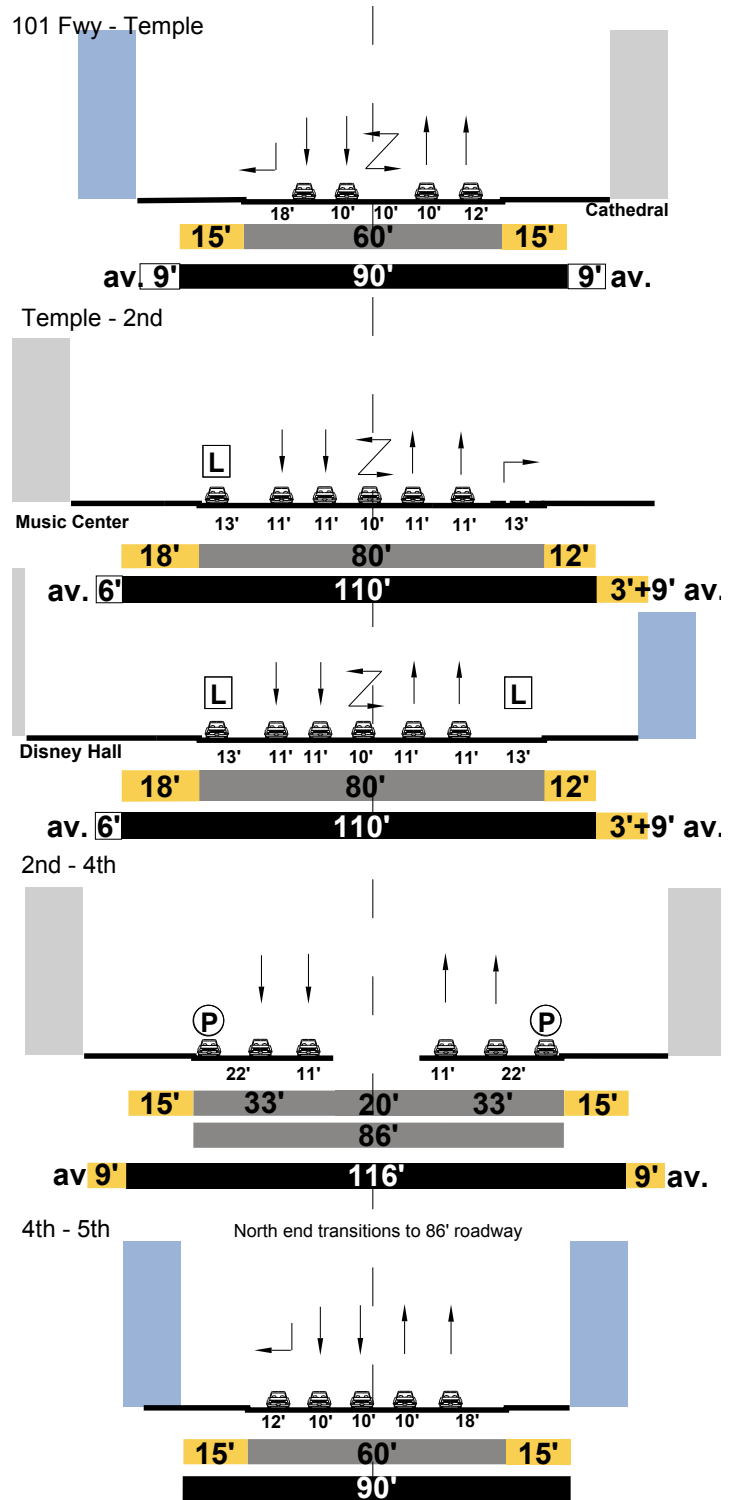 101 Fwy - Temple
18' 10' 10' 10' 12'
Cathedral
15' 60' 15'
av. 9' 90' 9' av.
Temple - 2nd
L
Music Center
13' 11' 11' 10' 11' 11' 13'
18' 80' 12'
av. 6' 110' 3'+9' av.
L L
Disney Hall
13' 11' 11' 10' 11' 11' 13'
18' 80' 12'
av. 6' 110' 3'+9' av.
2nd - 4th
P P
22' 11' 11' 22'
15' 33' 20' 33' 15'
86'
av 9' 116' 9' av.
4th - 5th North end transitions to 86' roadway
12' 10' 10' 10' 18'
15' 60' 15'
90'